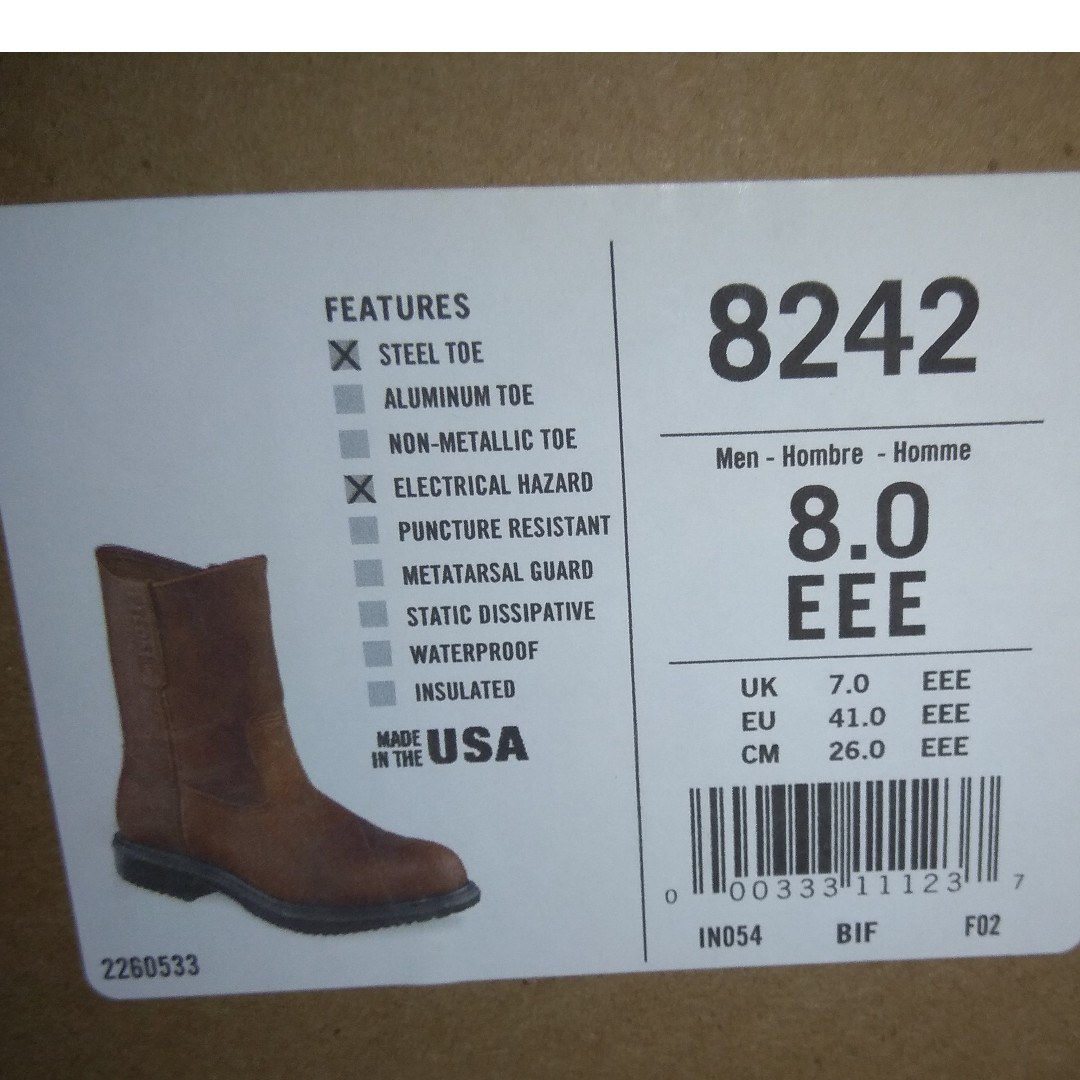 FEATURES
STEEL TOE
ALUMINUM TOE
NON-METALLIC TOE
ELECTRICAL HAZARD
PUNCTURE RESISTANT
METATARSAL GUARD
STATIC DISSIPATIVE
WATERPROOF
INSULATED
MADE IN THE USA
2260533
8242
Men - Hombre - Homme
8.0
EEE
UK 7.0 EEE
EU 41.0 EEE
CM 26.0 EEE
0 00333 11123 7
IN054 BIF F02